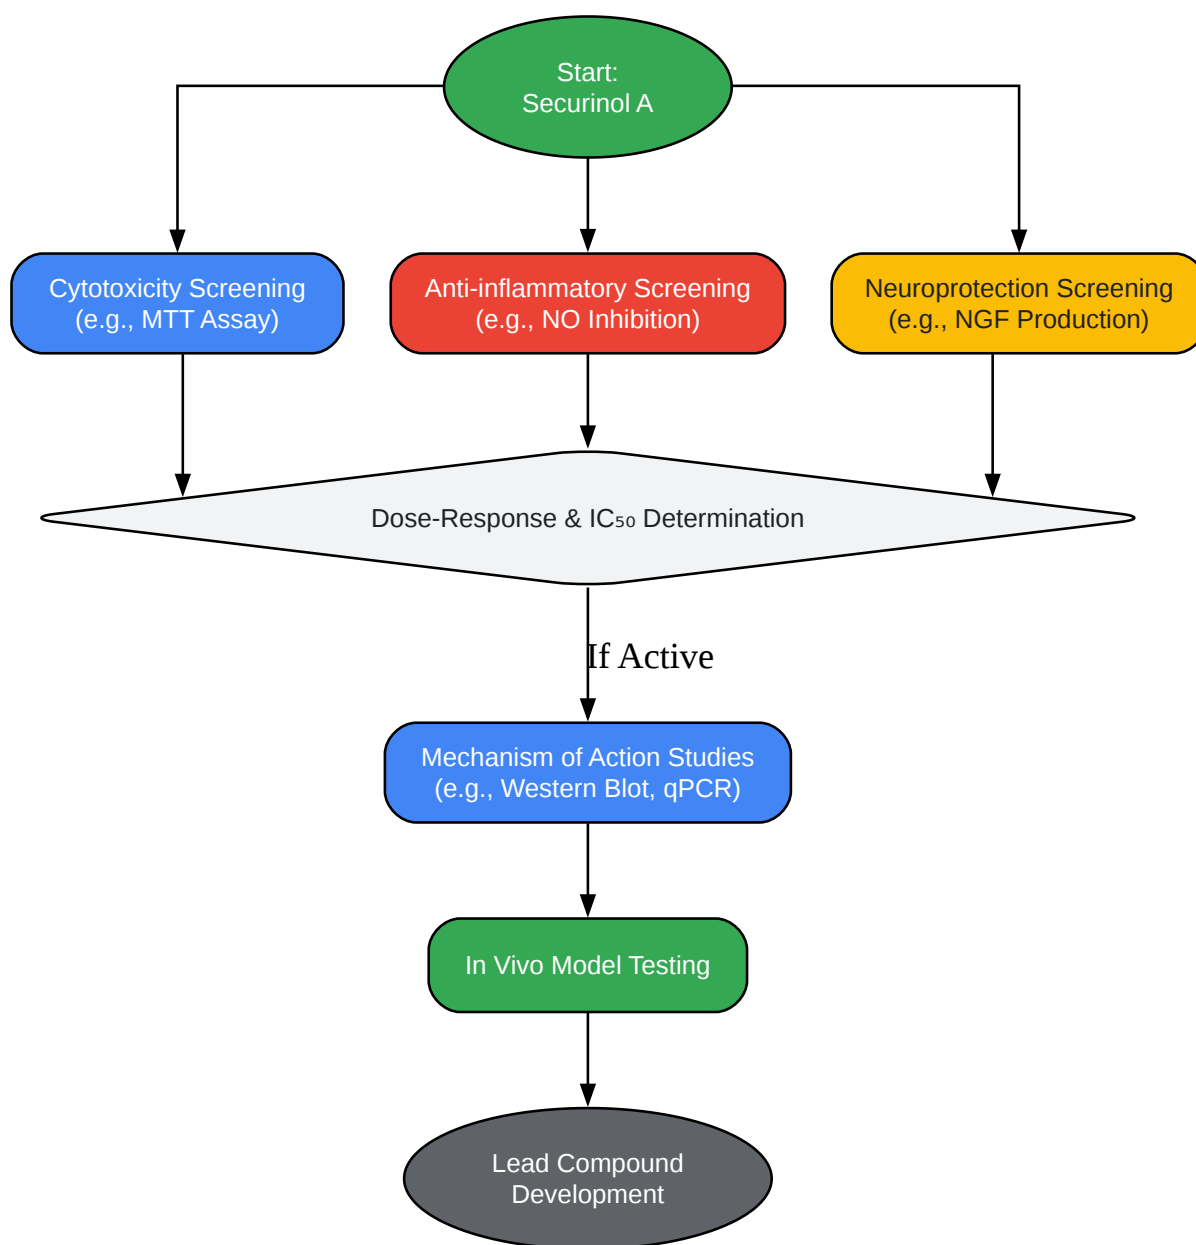 Start:
Securinol A
Cytotoxicity Screening
(e.g., MTT Assay)
Anti-inflammatory Screening
(e.g., NO Inhibition)
Neuroprotection Screening
(e.g., NGF Production)
Dose-Response & IC₅₀ Determination
If Active
Mechanism of Action Studies
(e.g., Western Blot, qPCR)
In Vivo Model Testing
Lead Compound
Development